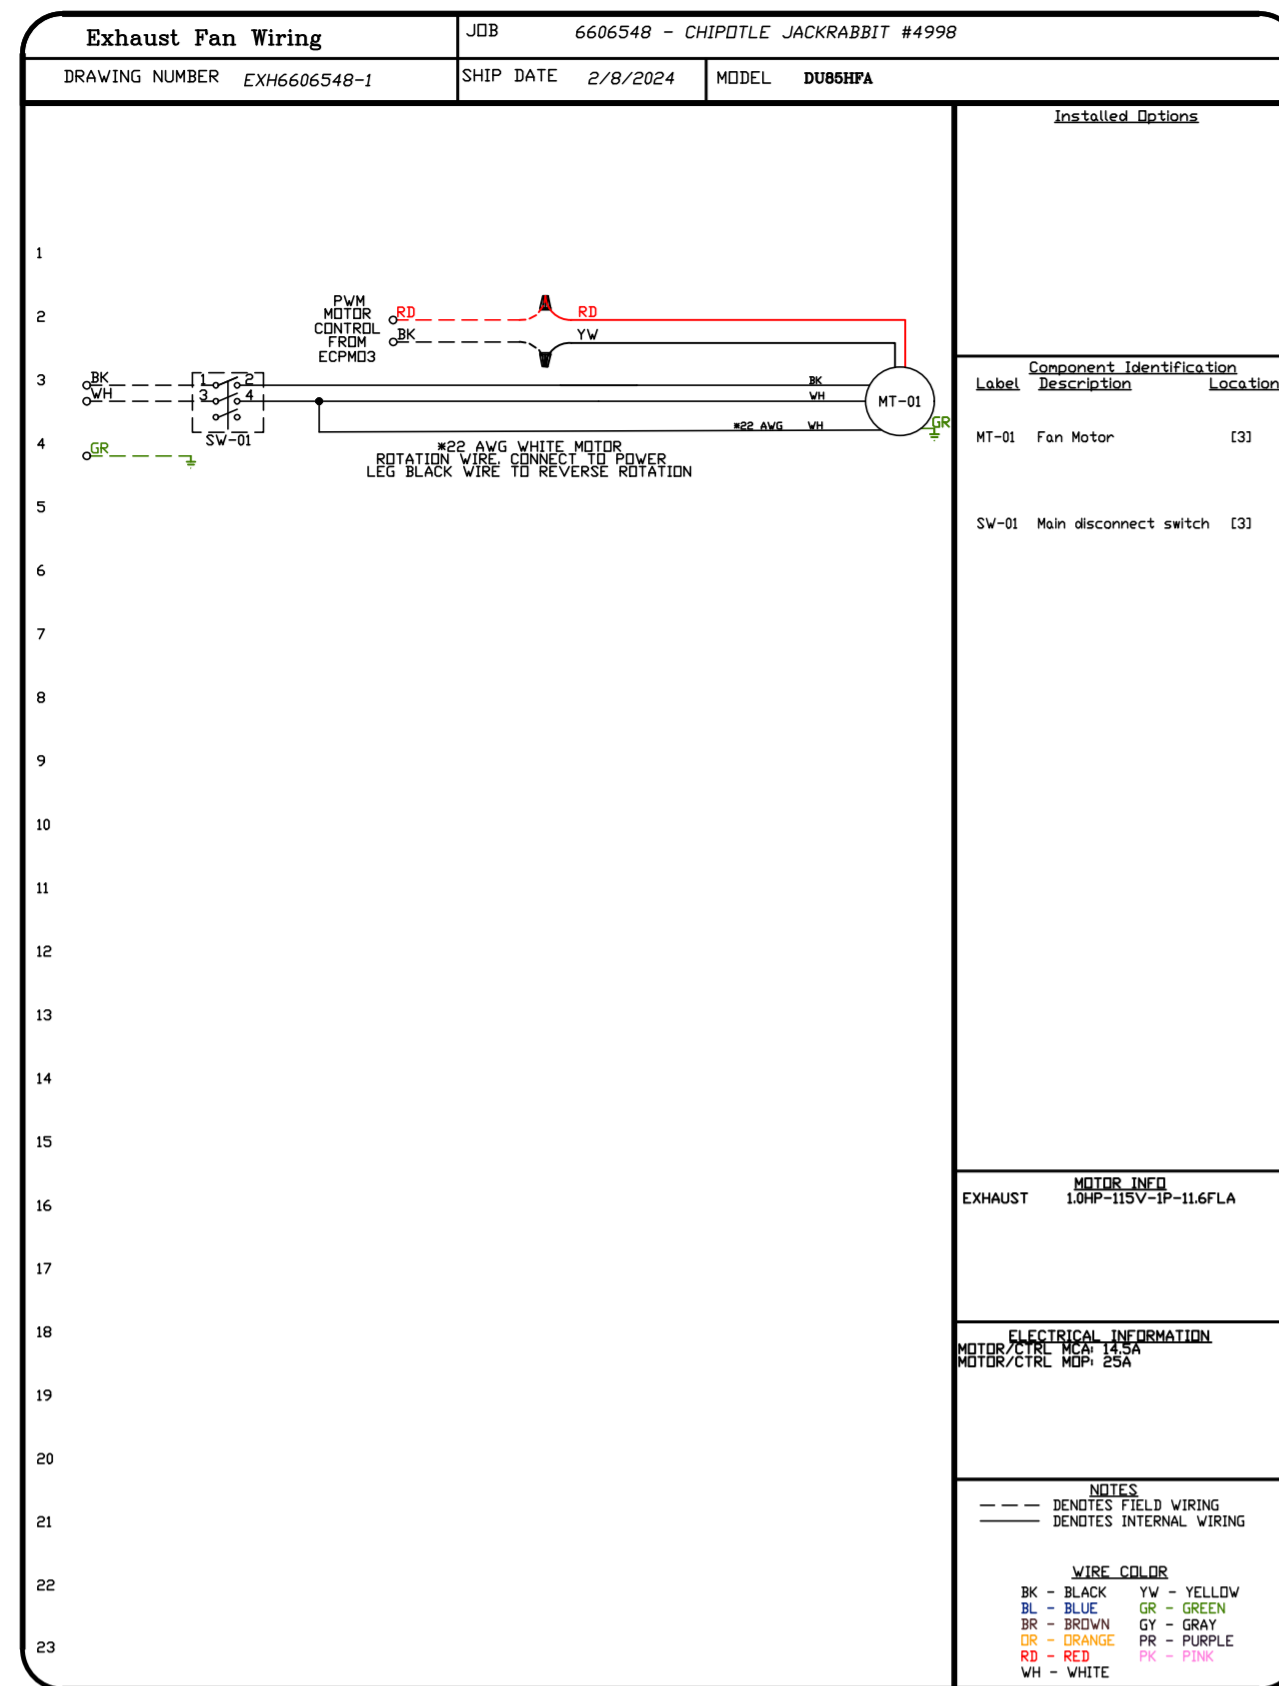 Exhaust Fan Wiring
JOB 6606548 - CHIPOTLE JACKRABBIT #4998
DRAWING NUMBER EXH6606548-1
SHIP DATE 2/8/2024
MODEL DU85HFA
Installed Options
1
2
3
4
5
6
7
8
9
10
11
12
13
14
15
16
17
18
19
20
21
22
23
PWM
MOTOR
CONTROL
FROM
ECPM03
RD
BK
RD
YW
BK
WH
1 2
3 4
SW-01
GR
BK
WH
*22 AWG WH
MT-01
GR
*22 AWG WHITE MOTOR
ROTATION WIRE. CONNECT TO POWER
LEG BLACK WIRE TO REVERSE ROTATION
Component Identification
Label Description Location
MT-01 Fan Motor [3]
SW-01 Main disconnect switch [3]
MOTOR INFO
EXHAUST 1.0HP-115V-1P-11.6FLA
ELECTRICAL INFORMATION
MOTOR/CTRL MCA: 14.5A
MOTOR/CTRL MOP: 25A
NOTES
DENOTES FIELD WIRING
DENOTES INTERNAL WIRING
WIRE COLOR
BK - BLACK YW - YELLOW
BL - BLUE GR - GREEN
BR - BROWN GY - GRAY
OR - ORANGE PR - PURPLE
RD - RED PK - PINK
WH - WHITE